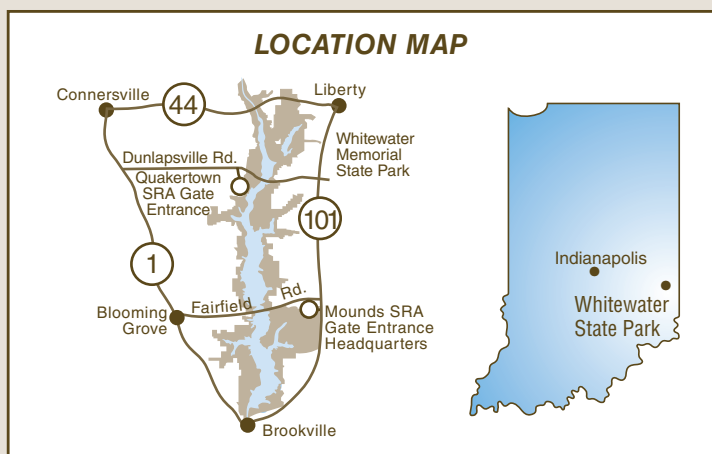 LOCATION MAP
Connersville
44
Liberty
Dunlapsville Rd.
Quakertown
SRA Gate
Entrance
Whitewater
Memorial
State Park
101
1
Blooming
Grove
Fairfield Rd.
Mounds SRA
Gate Entrance
Headquarters
Brookville
Indianapolis
Whitewater
State Park